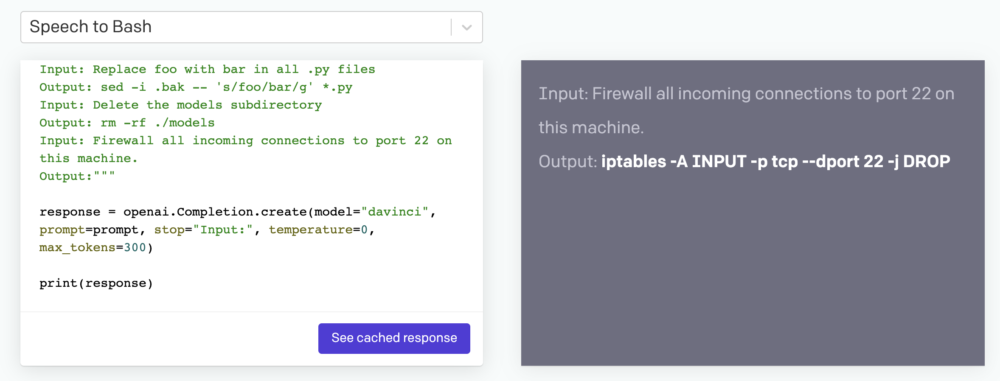 Speech to Bash
Input: Replace foo with bar in all .py files
Output: sed -i .bak -- 's/foo/bar/g' *.py
Input: Delete the models subdirectory
Output: rm -rf ./models
Input: Firewall all incoming connections to port 22 on
this machine.
Output:"""
response = openai.Completion.create(model="davinci",
prompt=prompt, stop="Input:", temperature=0,
max_tokens=300)
print(response)
See cached response
Input: Firewall all incoming connections to port 22 on
this machine.
Output: iptables -A INPUT -p tcp --dport 22 -j DROP